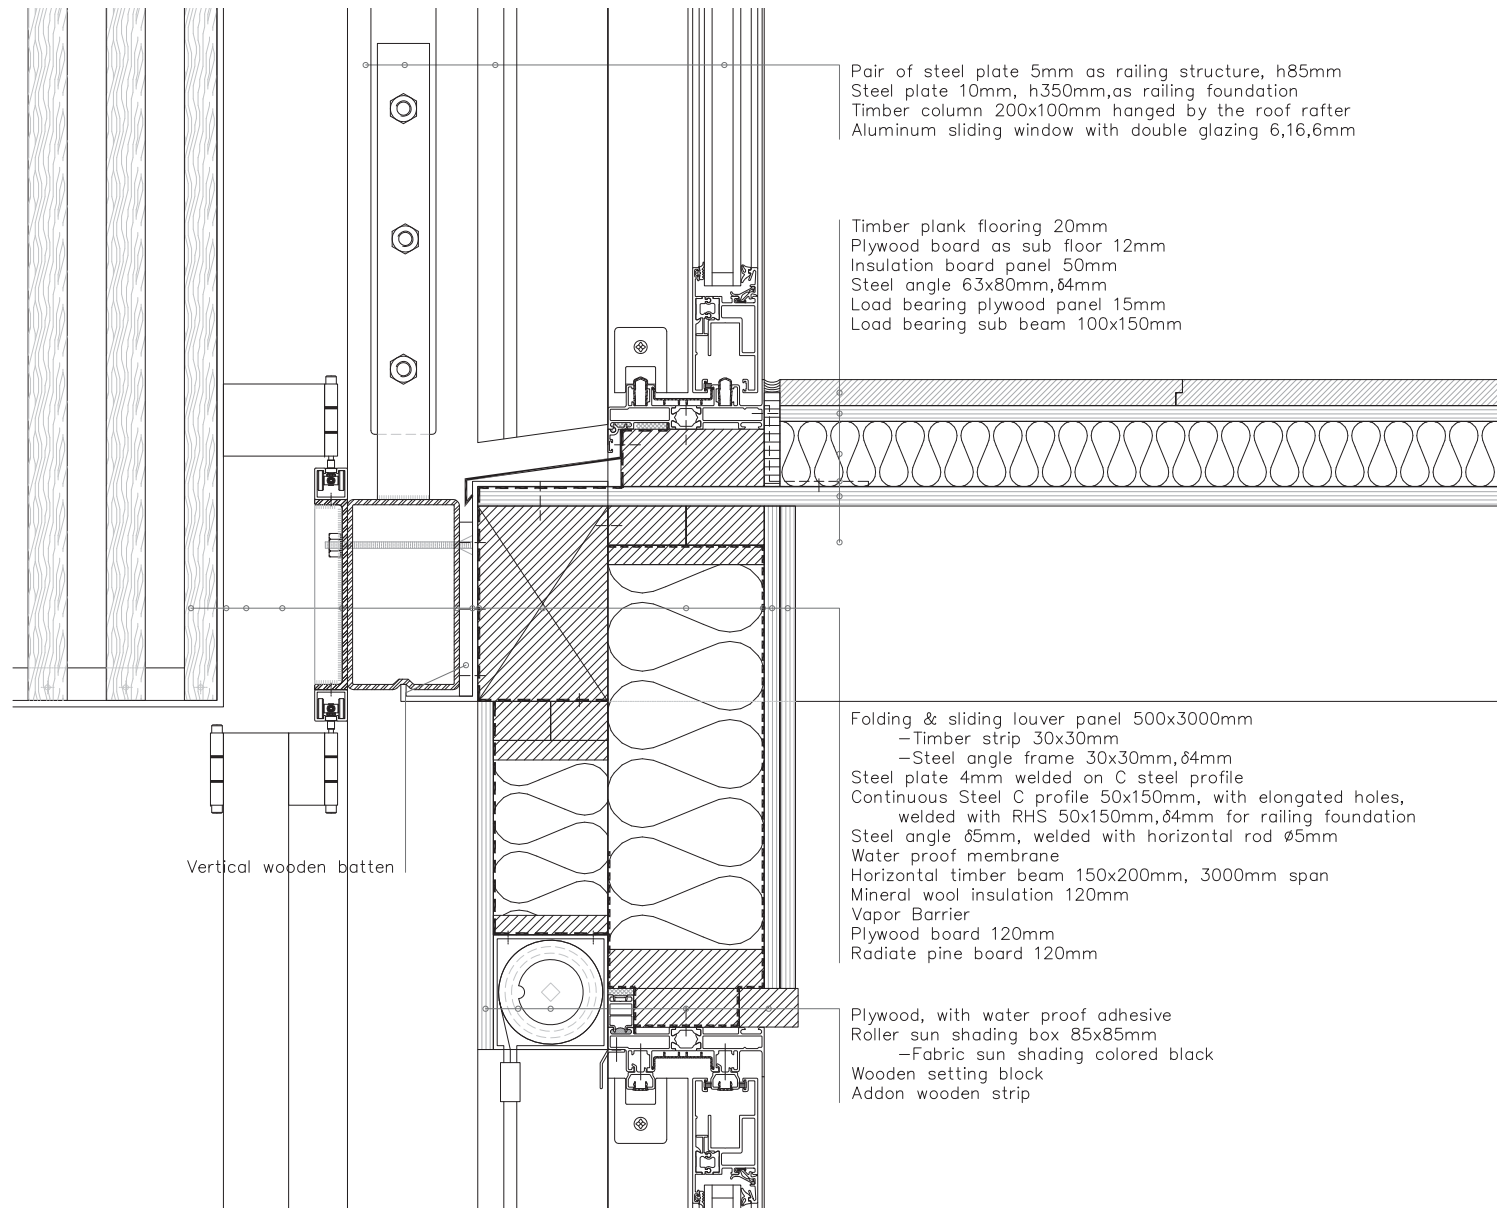 Pair of steel plate 5mm as railing structure, h85mm
Steel plate 10mm, h350mm,as railing foundation
Timber column 200x100mm hanged by the roof rafter
Aluminum sliding window with double glazing 6,16,6mm
Timber plank flooring 20mm
Plywood board as sub floor 12mm
Insulation board panel 50mm
Steel angle 63x80mm,δ4mm
Load bearing plywood panel 15mm
Load bearing sub beam 100x150mm
Folding & sliding louver panel 500x3000mm
–Timber strip 30x30mm
–Steel angle frame 30x30mm,δ4mm
Steel plate 4mm welded on C steel profile
Continuous Steel C profile 50x150mm, with elongated holes,
welded with RHS 50x150mm,δ4mm for railing foundation
Steel angle δ5mm, welded with horizontal rod Ø5mm
Water proof membrane
Horizontal timber beam 150x200mm, 3000mm span
Mineral wool insulation 120mm
Vapor Barrier
Plywood board 120mm
Radiate pine board 120mm
Vertical wooden batten
Plywood, with water proof adhesive
Roller sun shading box 85x85mm
–Fabric sun shading colored black
Wooden setting block
Addon wooden strip